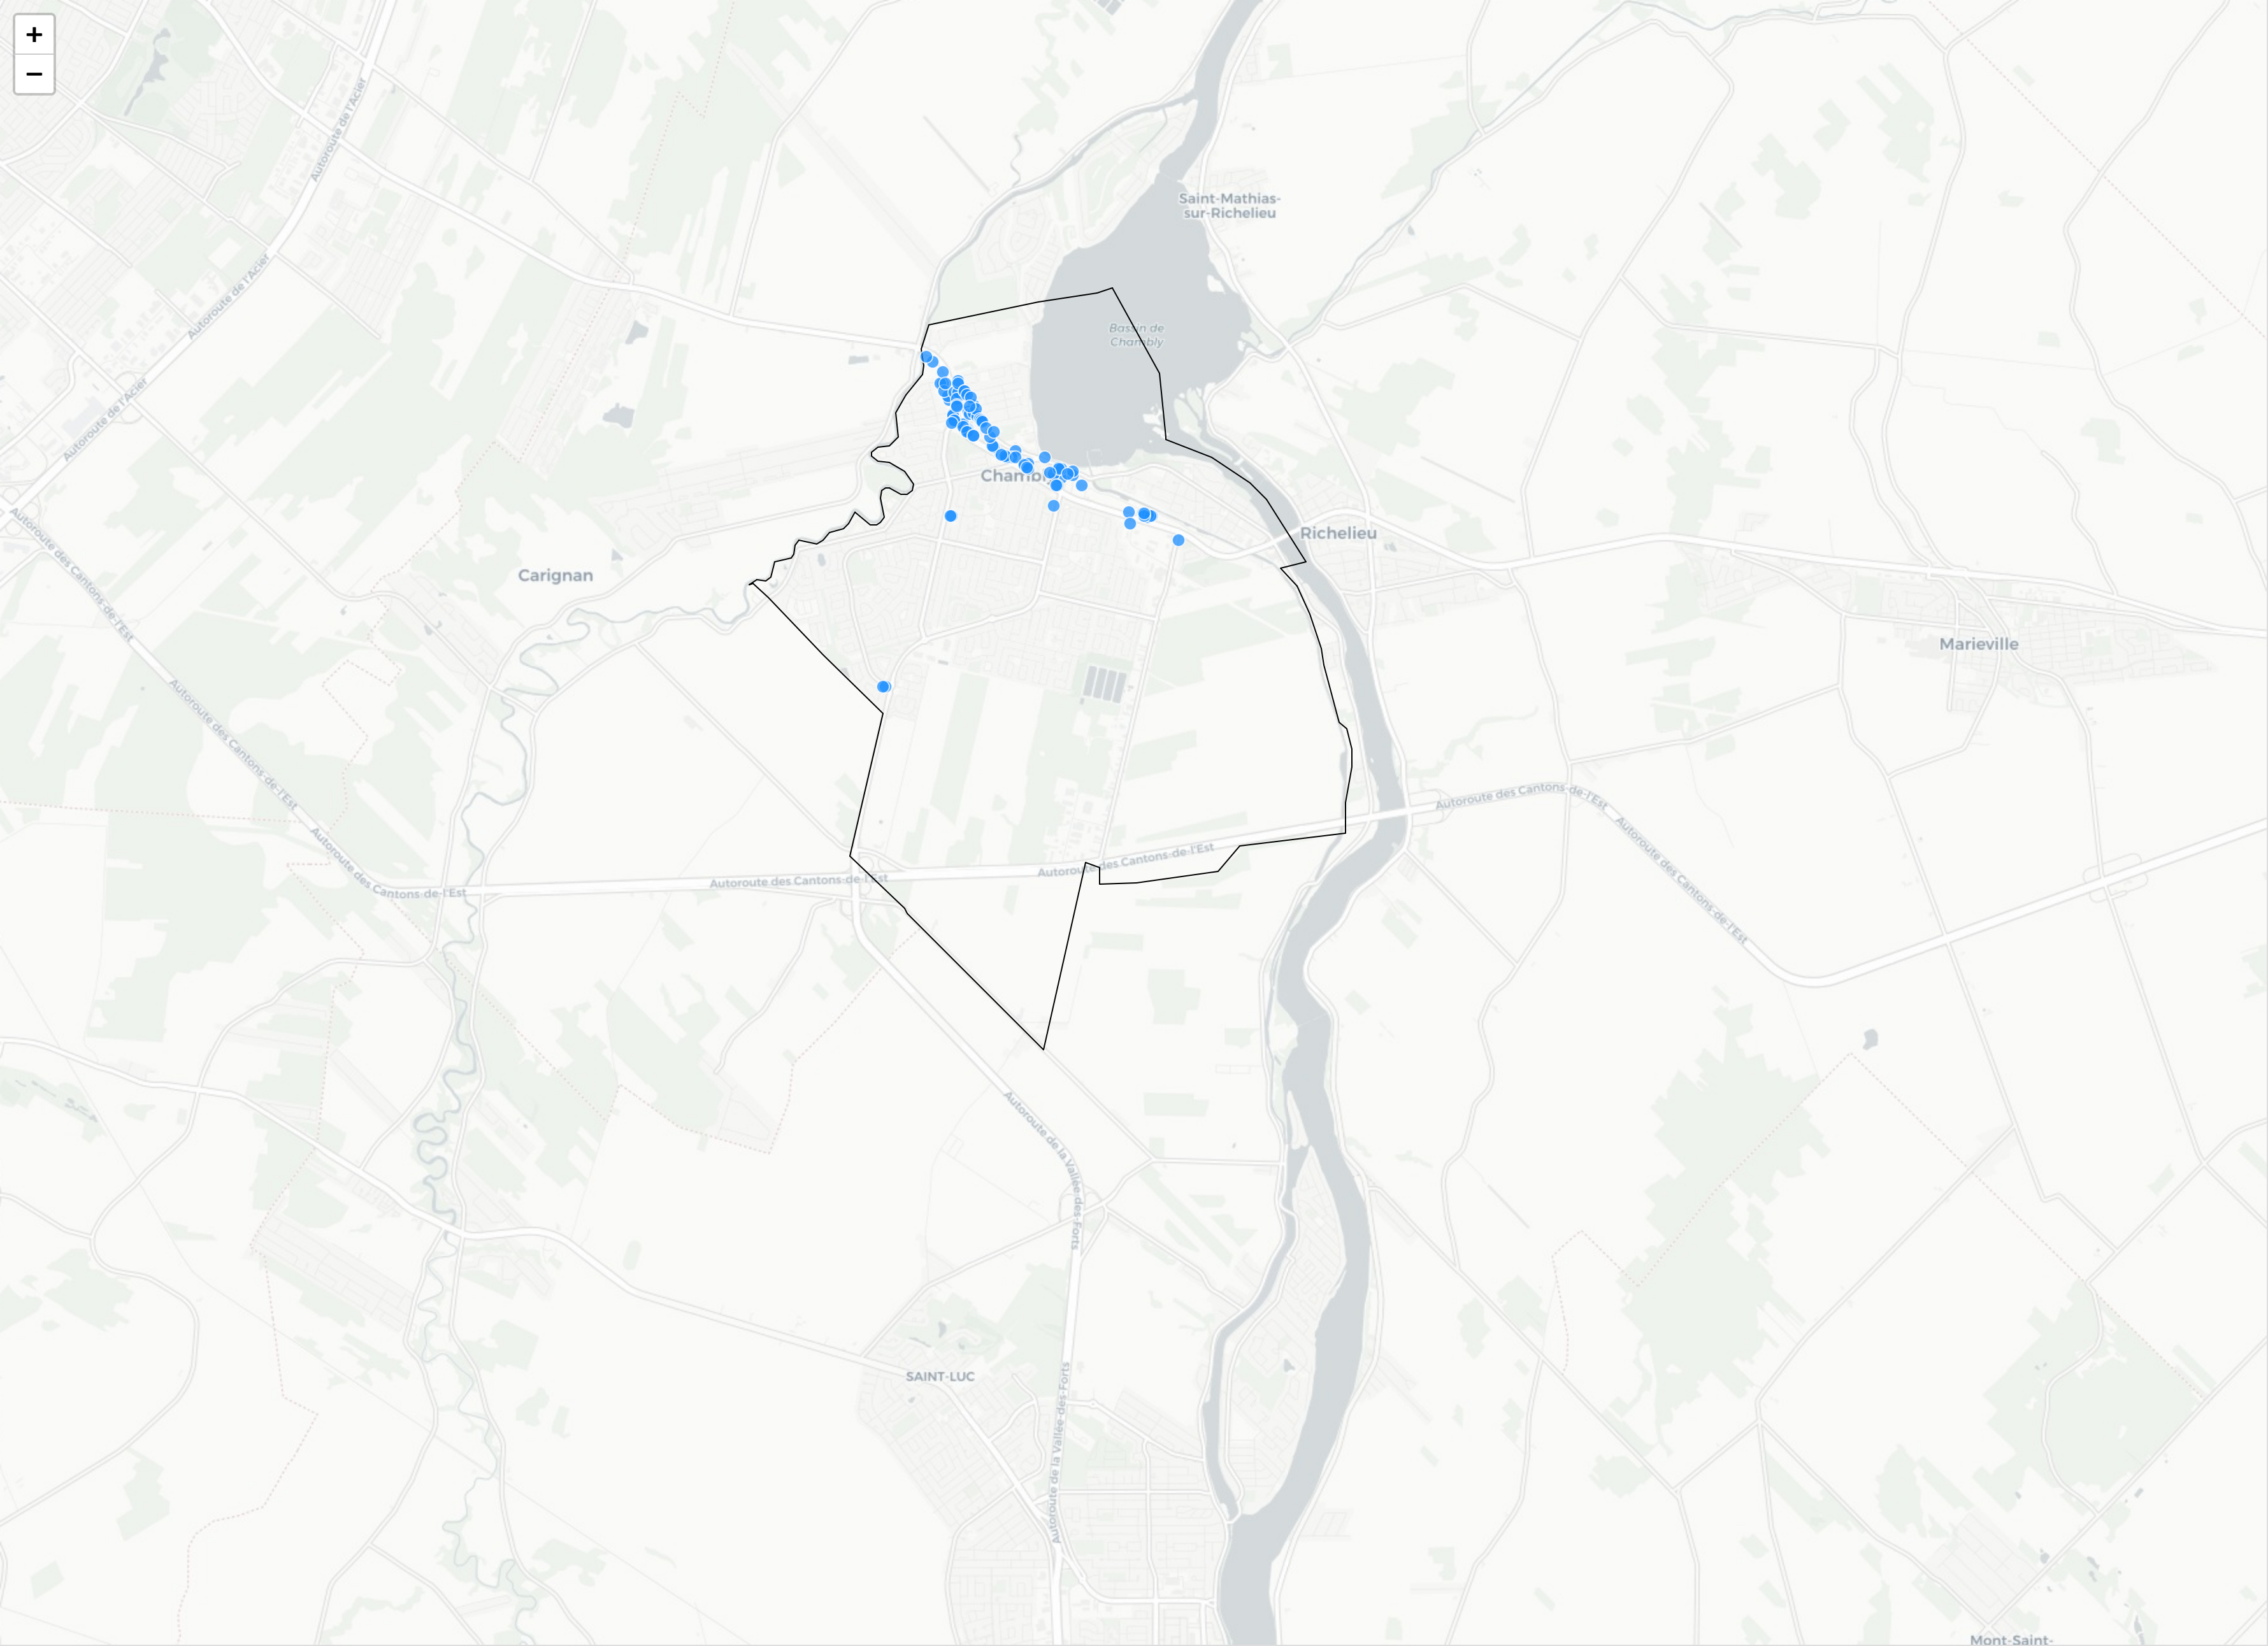 +
−
Autoroute de l'Acier
Saint-Mathias-
sur-Richelieu
Autoroute de l'Acier
Bassin de
Chambly
Autoroute de l'Acier
Chambly
Richelieu
Autoroute des Cantons-de-l'Est
Carignan
Marieville
Autoroute des Cantons-de-l'Est
Autoroute des Cantons-de-l'Est
Autoroute des Cantons-de-l'Est
Autoroute des Cantons-de-l'Est
Autoroute des Cantons-de-l'Est
Autoroute des Cantons-de-l'Est
Autoroute des Cantons-de-l'Est
Autoroute de la Vallée-des-Forts
SAINT-LUC
Autoroute de la Vallée-des-Forts
Mont-Saint-